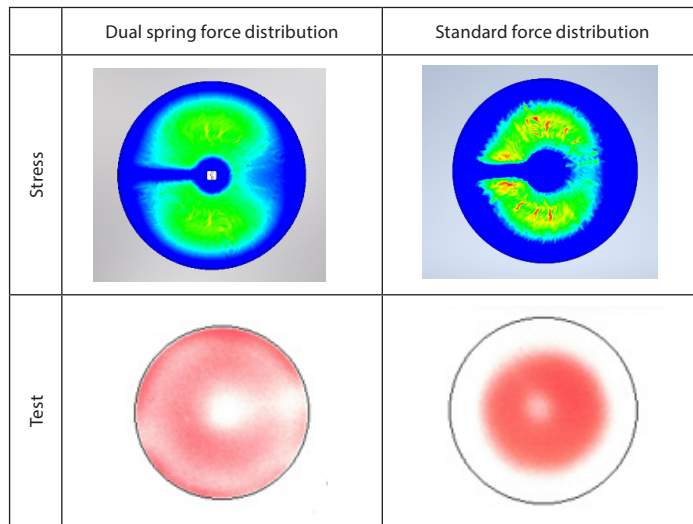 Dual spring force distribution
Standard force distribution
Stress
Test